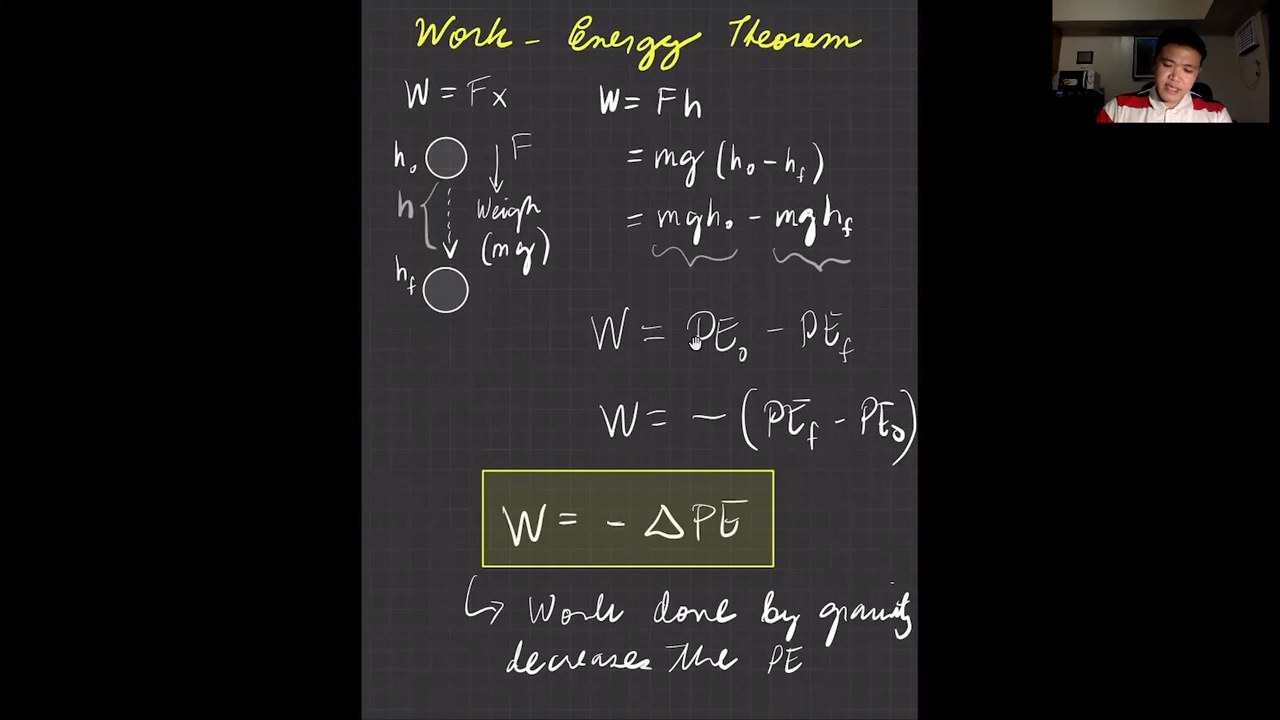 Work - Energy Theorem
W = Fx
h₀
F
h
Weigh
(mg)
h_f
W = Fh
= mg (h₀ - h_f)
= mgh₀ - mgh_f
W = PE₀ - PE_f
W = - (PE_f - PE₀)
W = - ΔPE
↳ Work done by gravity
decreases the PE